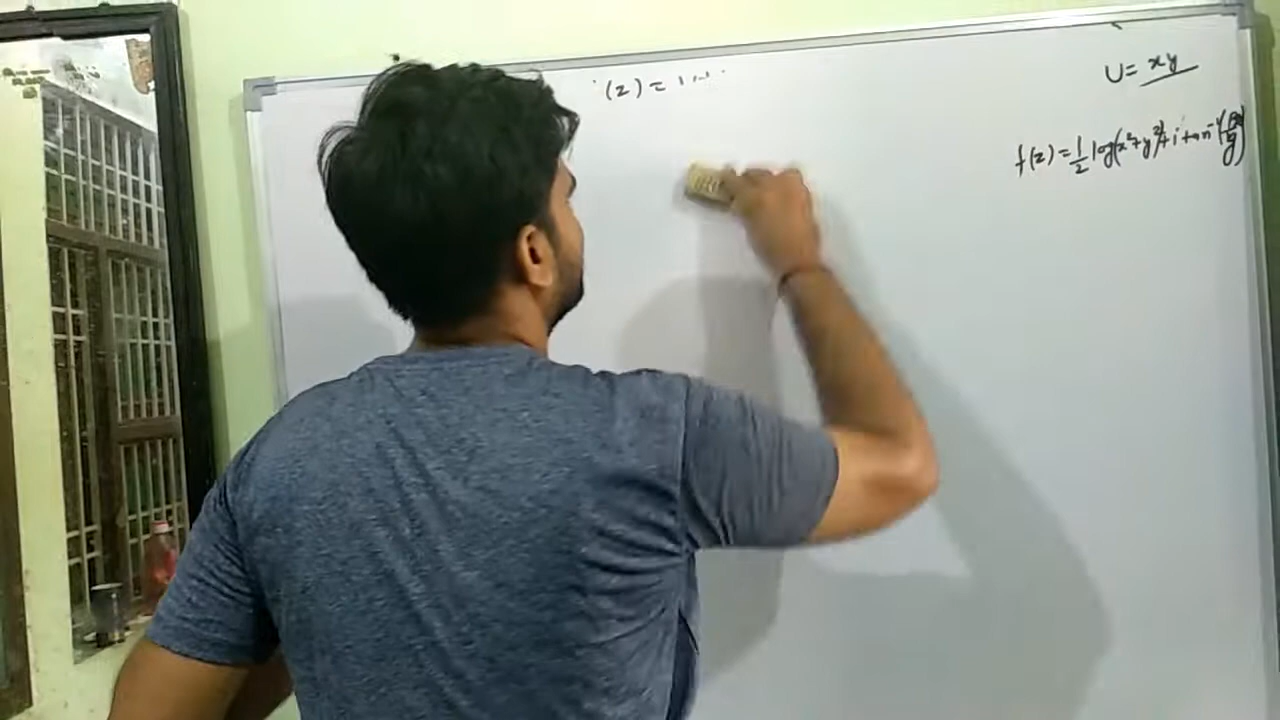 (z) =
U = xy
f(z) = 1/2 log(x²+y²) + i tan⁻¹